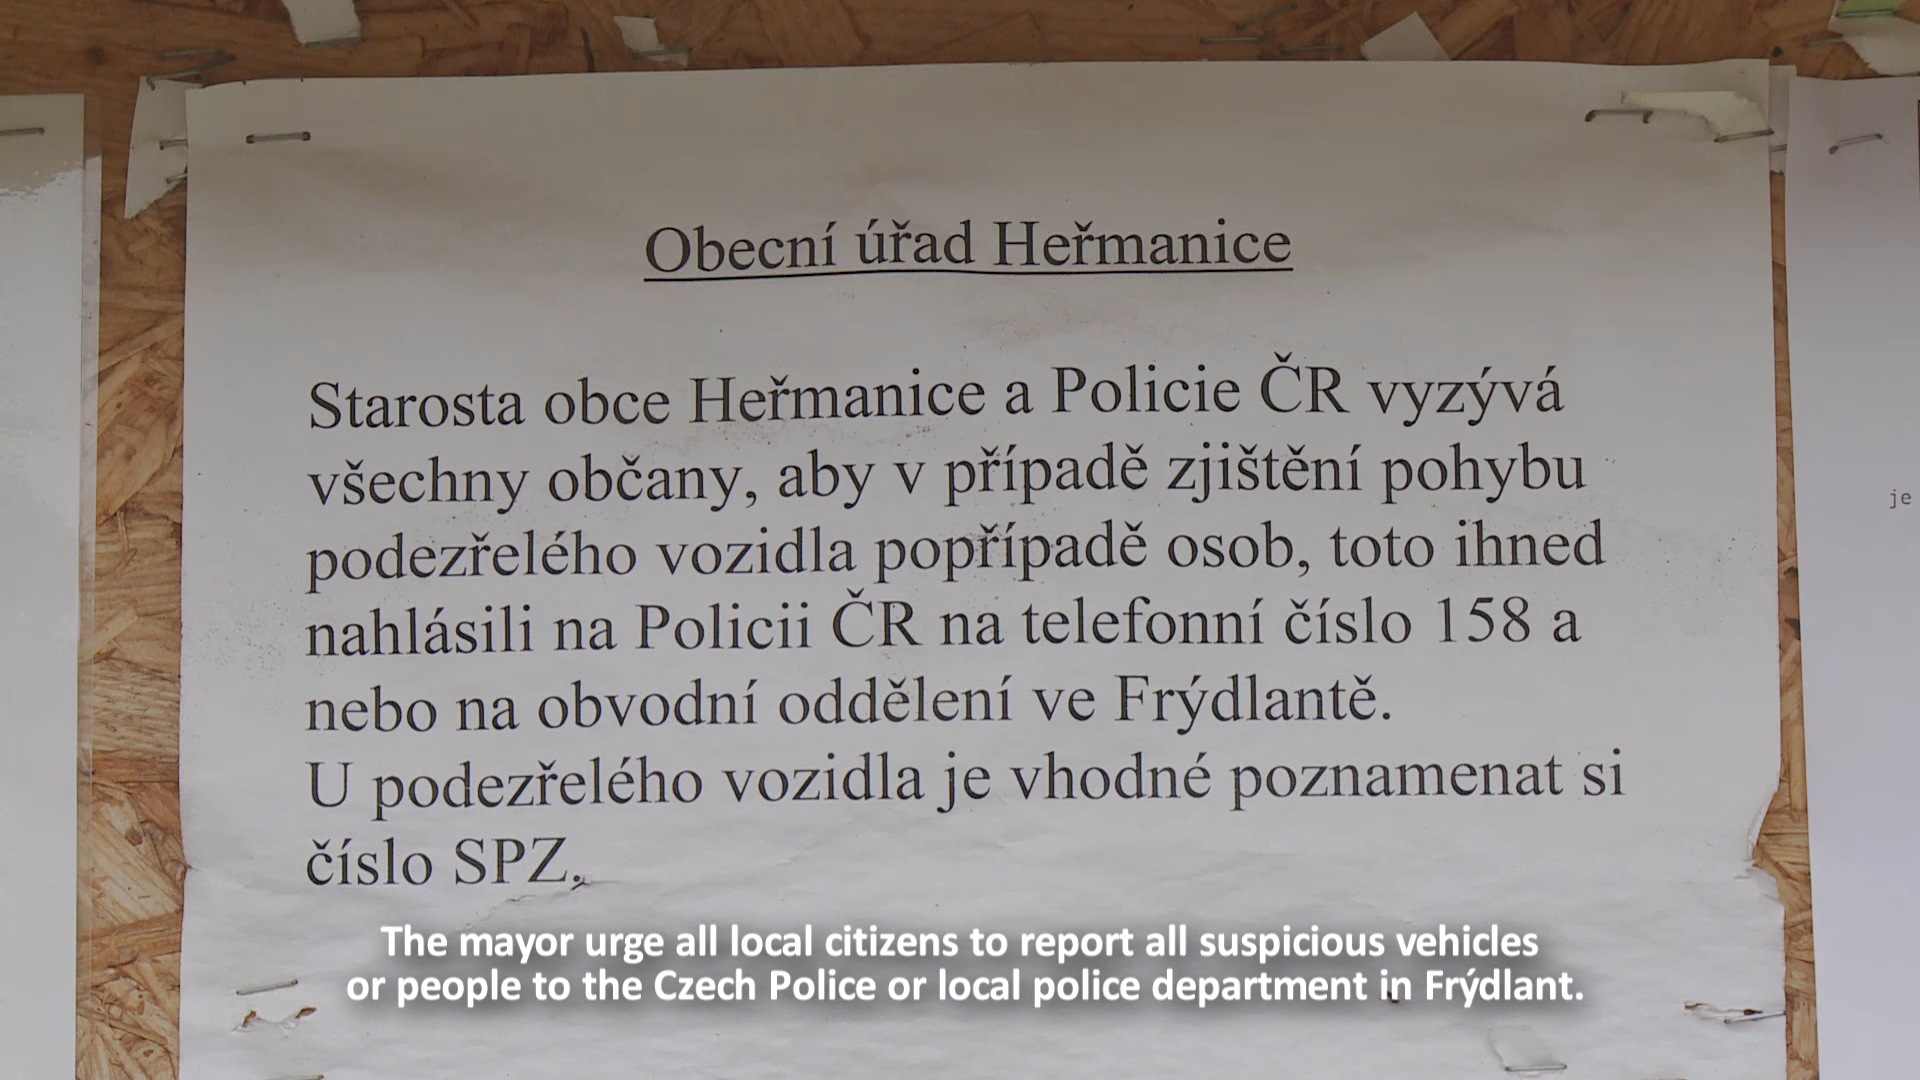 Obecní úřad Heřmanice
Starosta obce Heřmanice a Policie ČR vyzývá
všechny občany, aby v případě zjištění pohybu
podezřelého vozidla popřípadě osob, toto ihned
nahlásili na Policii ČR na telefonní číslo 158 a
nebo na obvodní oddělení ve Frýdlantě.
U podezřelého vozidla je vhodné poznamenat si
číslo SPZ.
je
The mayor urge all local citizens to report all suspicious vehicles
or people to the Czech Police or local police department in Frýdlant.